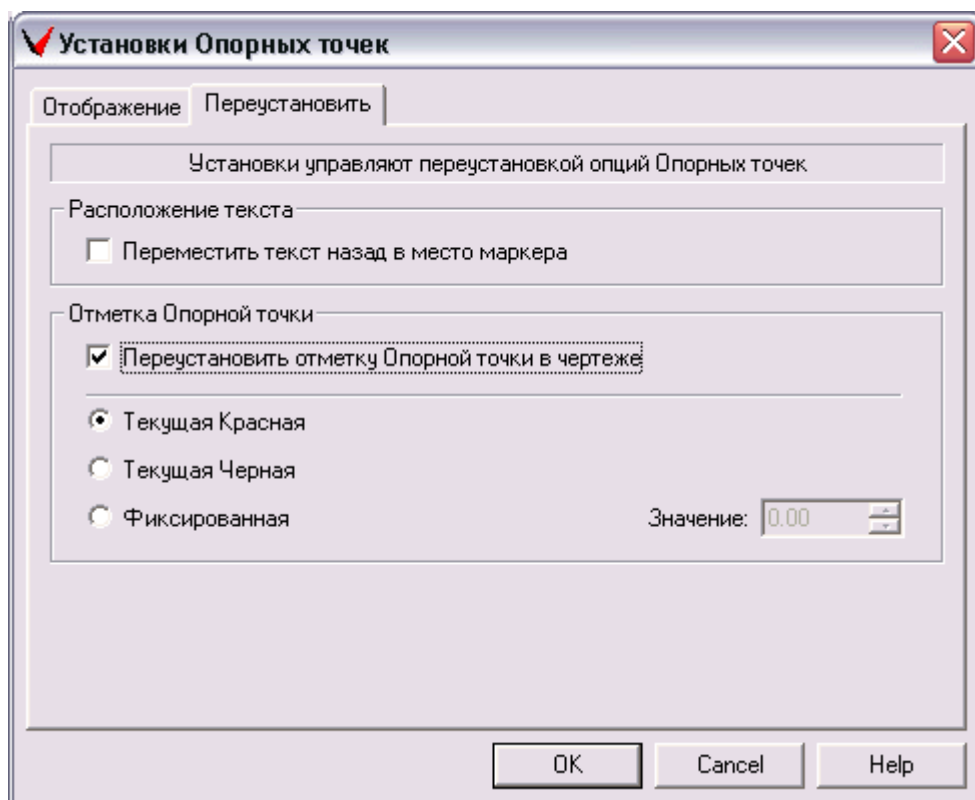 Установки Опорных точек
Отображение Переустановить
Установки управляют переустановкой опций Опорных точек
Расположение текста
Переместить текст назад в место маркера
Отметка Опорной точки
Переустановить отметку Опорной точки в чертеже
Текущая Красная
Текущая Черная
Фиксированная Значение: 0.00
OK Cancel Help